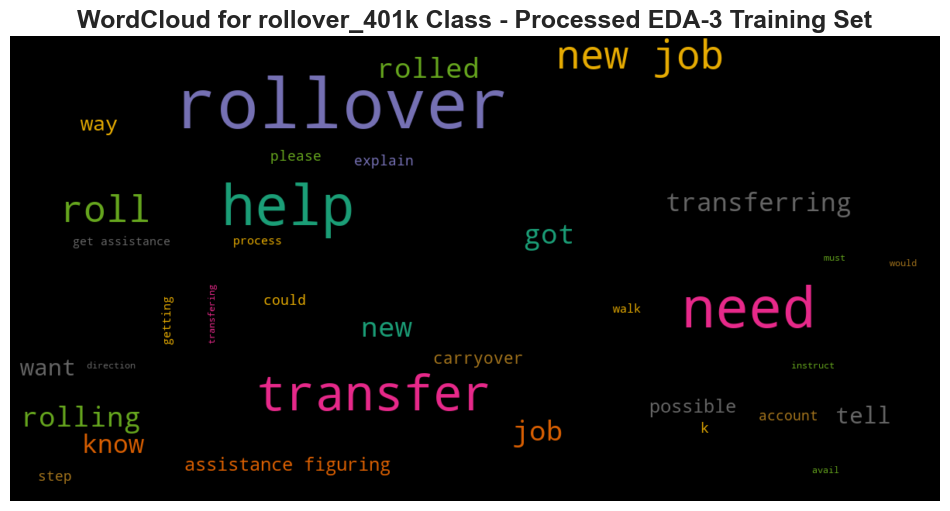 WordCloud for rollover_401k Class - Processed EDA-3 Training Set
new job
rolled
rollover
way
please
explain
help
roll
transferring
got
get assistance
process
must
would
transfering
getting
could
need
walk
new
carryover
want
direction
instruct
transfer
possible
rolling
account
tell
k
job
know
assistance figuring
avail
step